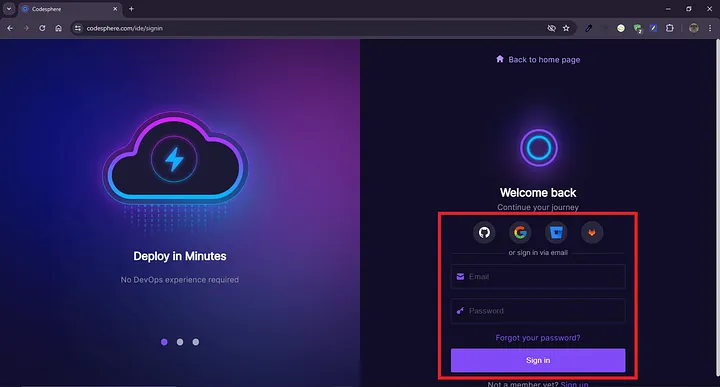 Codesphere
codesphere.com/ide/signin
Back to home page
Welcome back
Continue your journey
Deploy in Minutes
No DevOps experience required
or sign in via email
Email
Password
Forgot your password?
Sign in
Not a member yet? Sign up